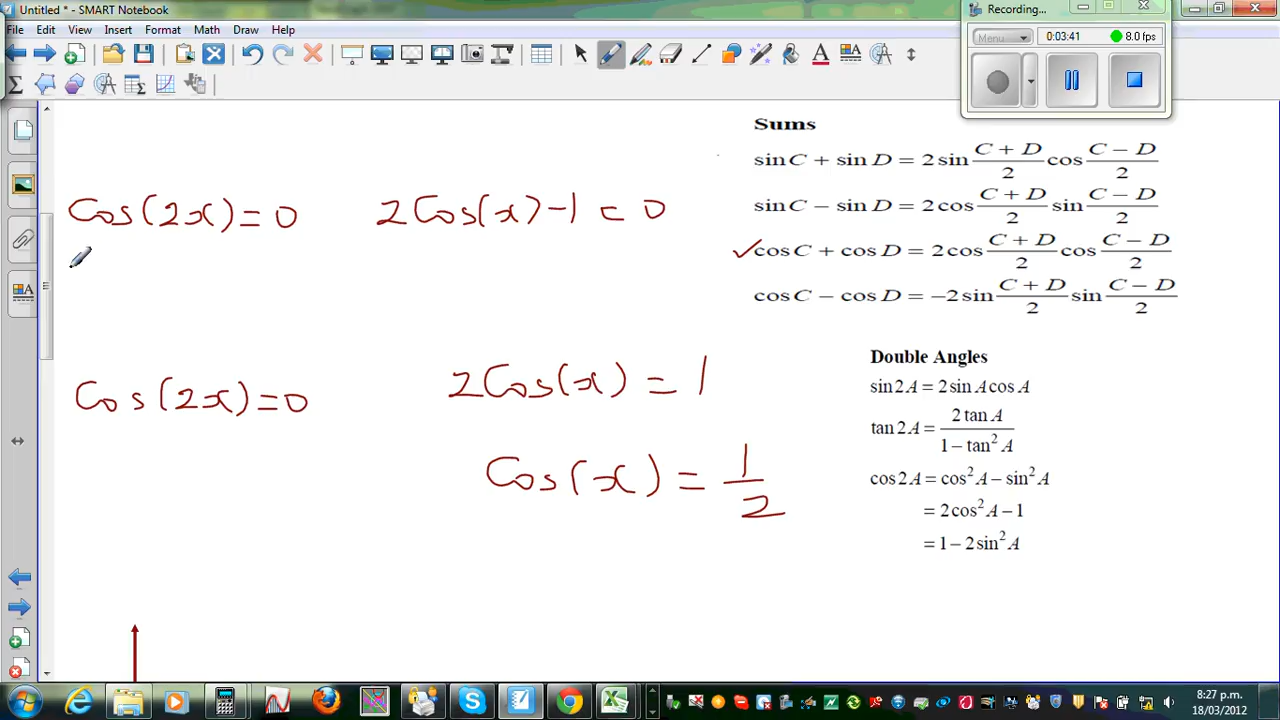 Untitled * - SMART Notebook
Recording...
File Edit View Insert Format Math Draw Help
Menu
00:03:41
8.0 fps
Sums
sin C + sin D = 2 sin (C + D)/2 cos (C − D)/2
sin C − sin D = 2 cos (C + D)/2 sin (C − D)/2
✓cos C + cos D = 2 cos (C + D)/2 cos (C − D)/2
cos C − cos D = −2 sin (C + D)/2 sin (C − D)/2
Cos(2x) = 0 2Cos(x) - 1 = 0
Double Angles
sin 2A = 2 sin A cos A
tan 2A = 2 tan A/(1 − tan² A)
cos 2A = cos² A − sin² A
= 2 cos² A − 1
= 1 − 2 sin² A
Cos(2x) = 0 2Cos(x) = 1
Cos(x) = 1/2
8:27 p.m.
18/03/2012